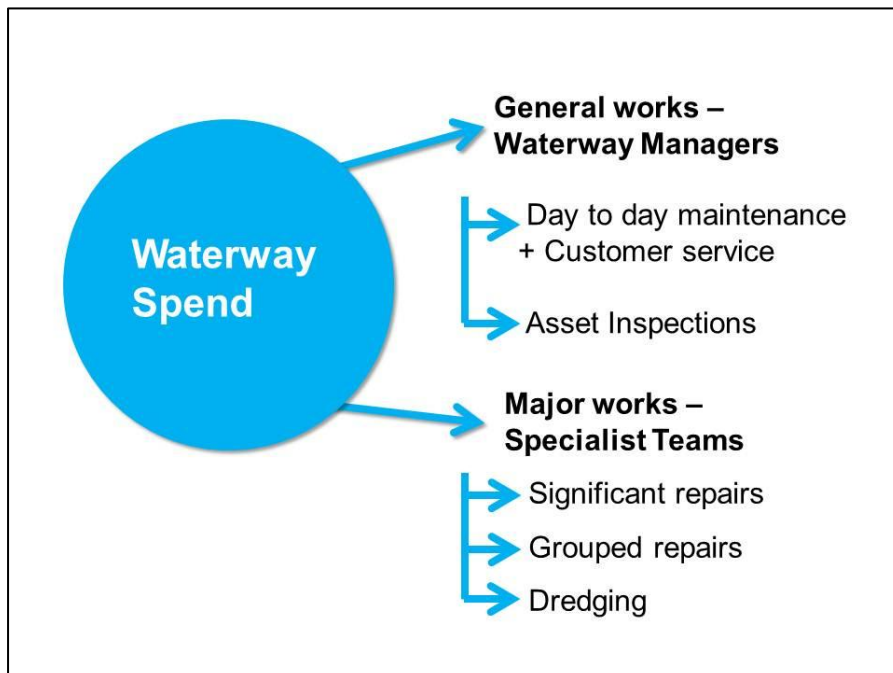 Waterway
Spend
General works –
Waterway Managers
Day to day maintenance
+ Customer service
Asset Inspections
Major works –
Specialist Teams
Significant repairs
Grouped repairs
Dredging